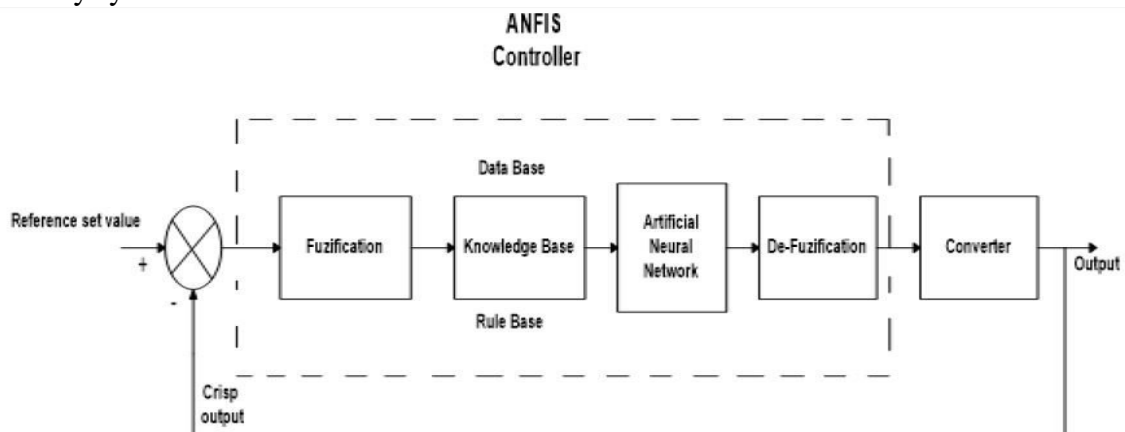 ANFIS
Controller
Data Base
Reference set value
+
-
Fuzification
Knowledge Base
Artificial
Neural
Network
De-Fuzification
Converter
Output
Rule Base
Crisp
output